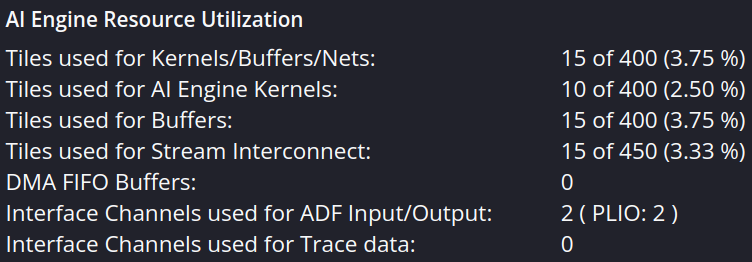 AI Engine Resource Utilization
Tiles used for Kernels/Buffers/Nets: 15 of 400 (3.75 %)
Tiles used for AI Engine Kernels: 10 of 400 (2.50 %)
Tiles used for Buffers: 15 of 400 (3.75 %)
Tiles used for Stream Interconnect: 15 of 450 (3.33 %)
DMA FIFO Buffers: 0
Interface Channels used for ADF Input/Output: 2 ( PLIO: 2 )
Interface Channels used for Trace data: 0